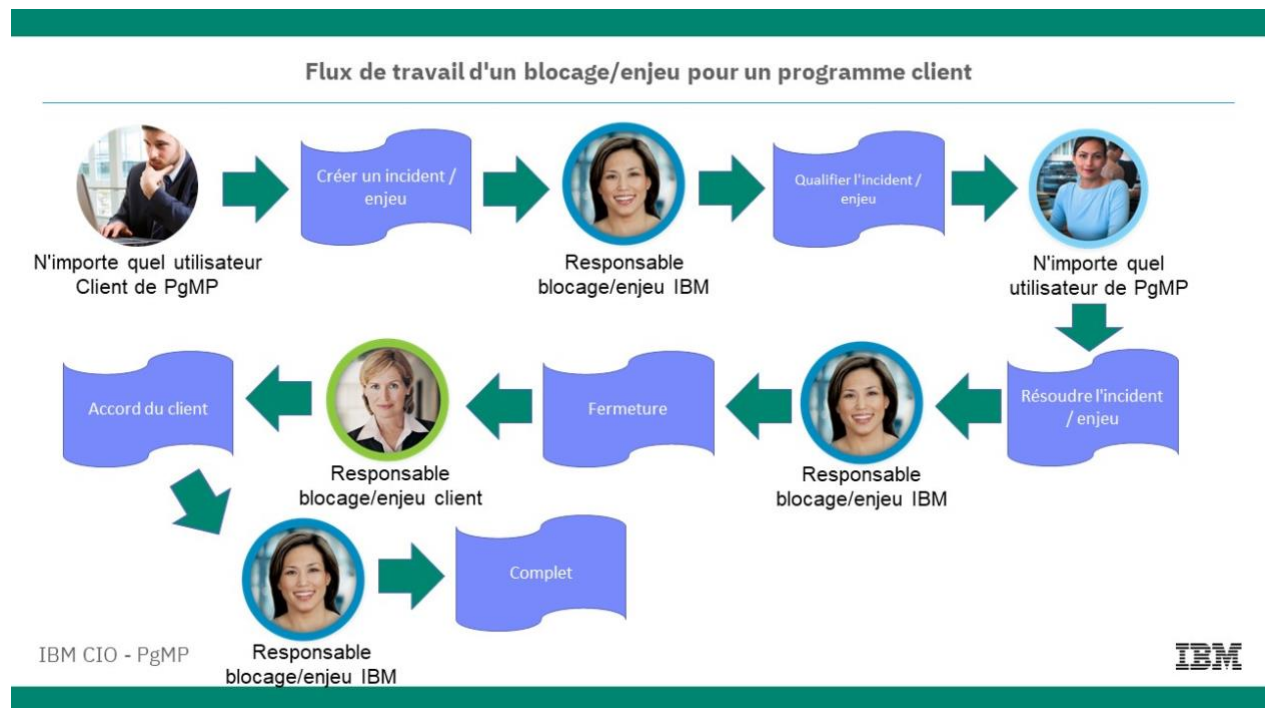 Flux de travail d'un blocage/enjeu pour un programme client
Créer un incident /
enjeu
Qualifier l'incident /
enjeu
N'importe quel utilisateur
Client de PgMP
Responsable
blocage/enjeu IBM
N'importe quel
utilisateur de PgMP
Accord du client
Fermeture
Résoudre l'incident
/ enjeu
Responsable
blocage/enjeu client
Responsable
blocage/enjeu IBM
Complet
IBM CIO - PgMP
Responsable
blocage/enjeu IBM
IBM